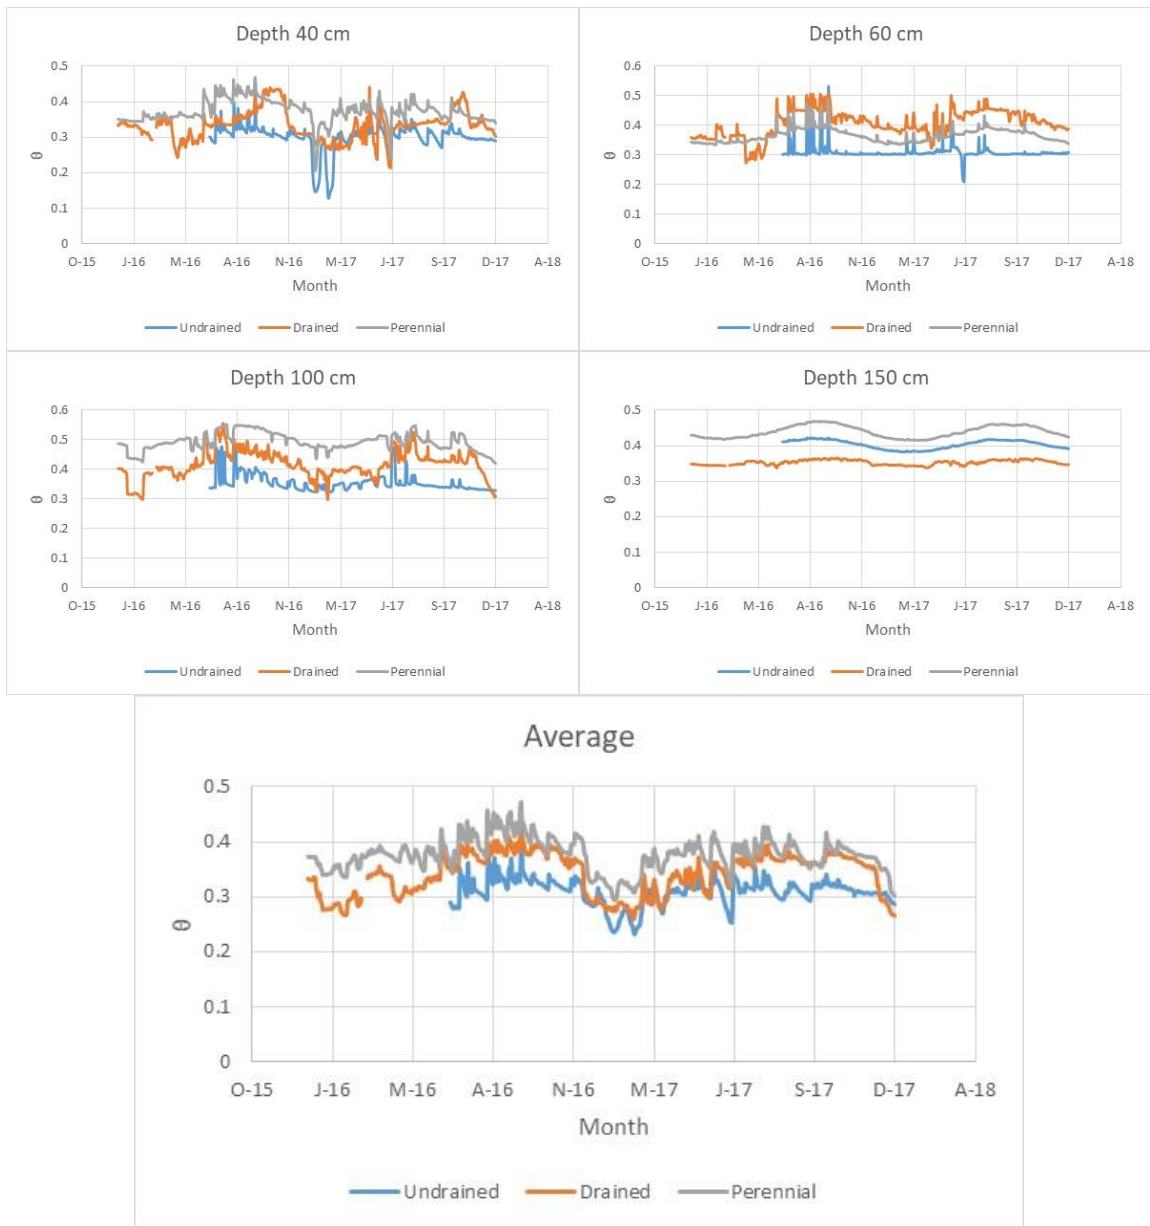 Depth 40 cm
0.5
0.4
0.3
0.2
0.1
0
θ
O-15 J-16 M-16 A-16 N-16 M-17 J-17 S-17 D-17 A-18
Month
Undrained Drained Perennial
Depth 60 cm
0.6
0.5
0.4
0.3
0.2
0.1
0
θ
O-15 J-16 M-16 A-16 N-16 M-17 J-17 S-17 D-17 A-18
Month
Undrained Drained Perennial
Depth 100 cm
0.6
0.5
0.4
0.3
0.2
0.1
0
θ
O-15 J-16 M-16 A-16 N-16 M-17 J-17 S-17 D-17 A-18
Month
Undrained Drained Perennial
Depth 150 cm
0.5
0.4
0.3
0.2
0.1
0
θ
O-15 J-16 M-16 A-16 N-16 M-17 J-17 S-17 D-17 A-18
Month
Undrained Drained Perennial
Average
0.5
0.4
0.3
0.2
0.1
0
θ
O-15 J-16 M-16 A-16 N-16 M-17 J-17 S-17 D-17 A-18
Month
Undrained Drained Perennial